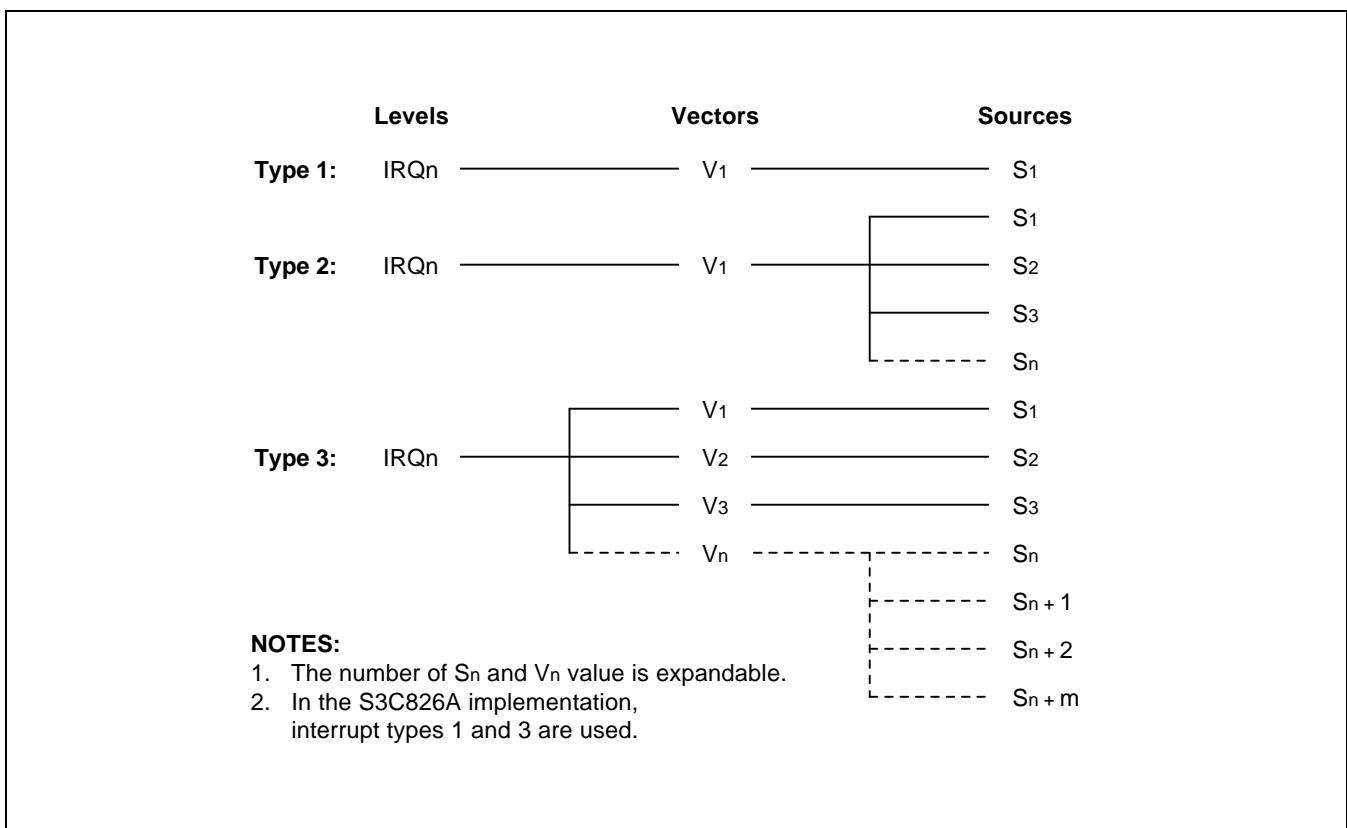 Levels Vectors Sources
Type 1: IRQn V1 S1
S1
Type 2: IRQn V1 S2
S3
Sn
V1 S1
Type 3: IRQn V2 S2
V3 S3
Vn Sn
Sn + 1
Sn + 2
Sn + m
NOTES:
1. The number of Sn and Vn value is expandable.
2. In the S3C826A implementation,
interrupt types 1 and 3 are used.